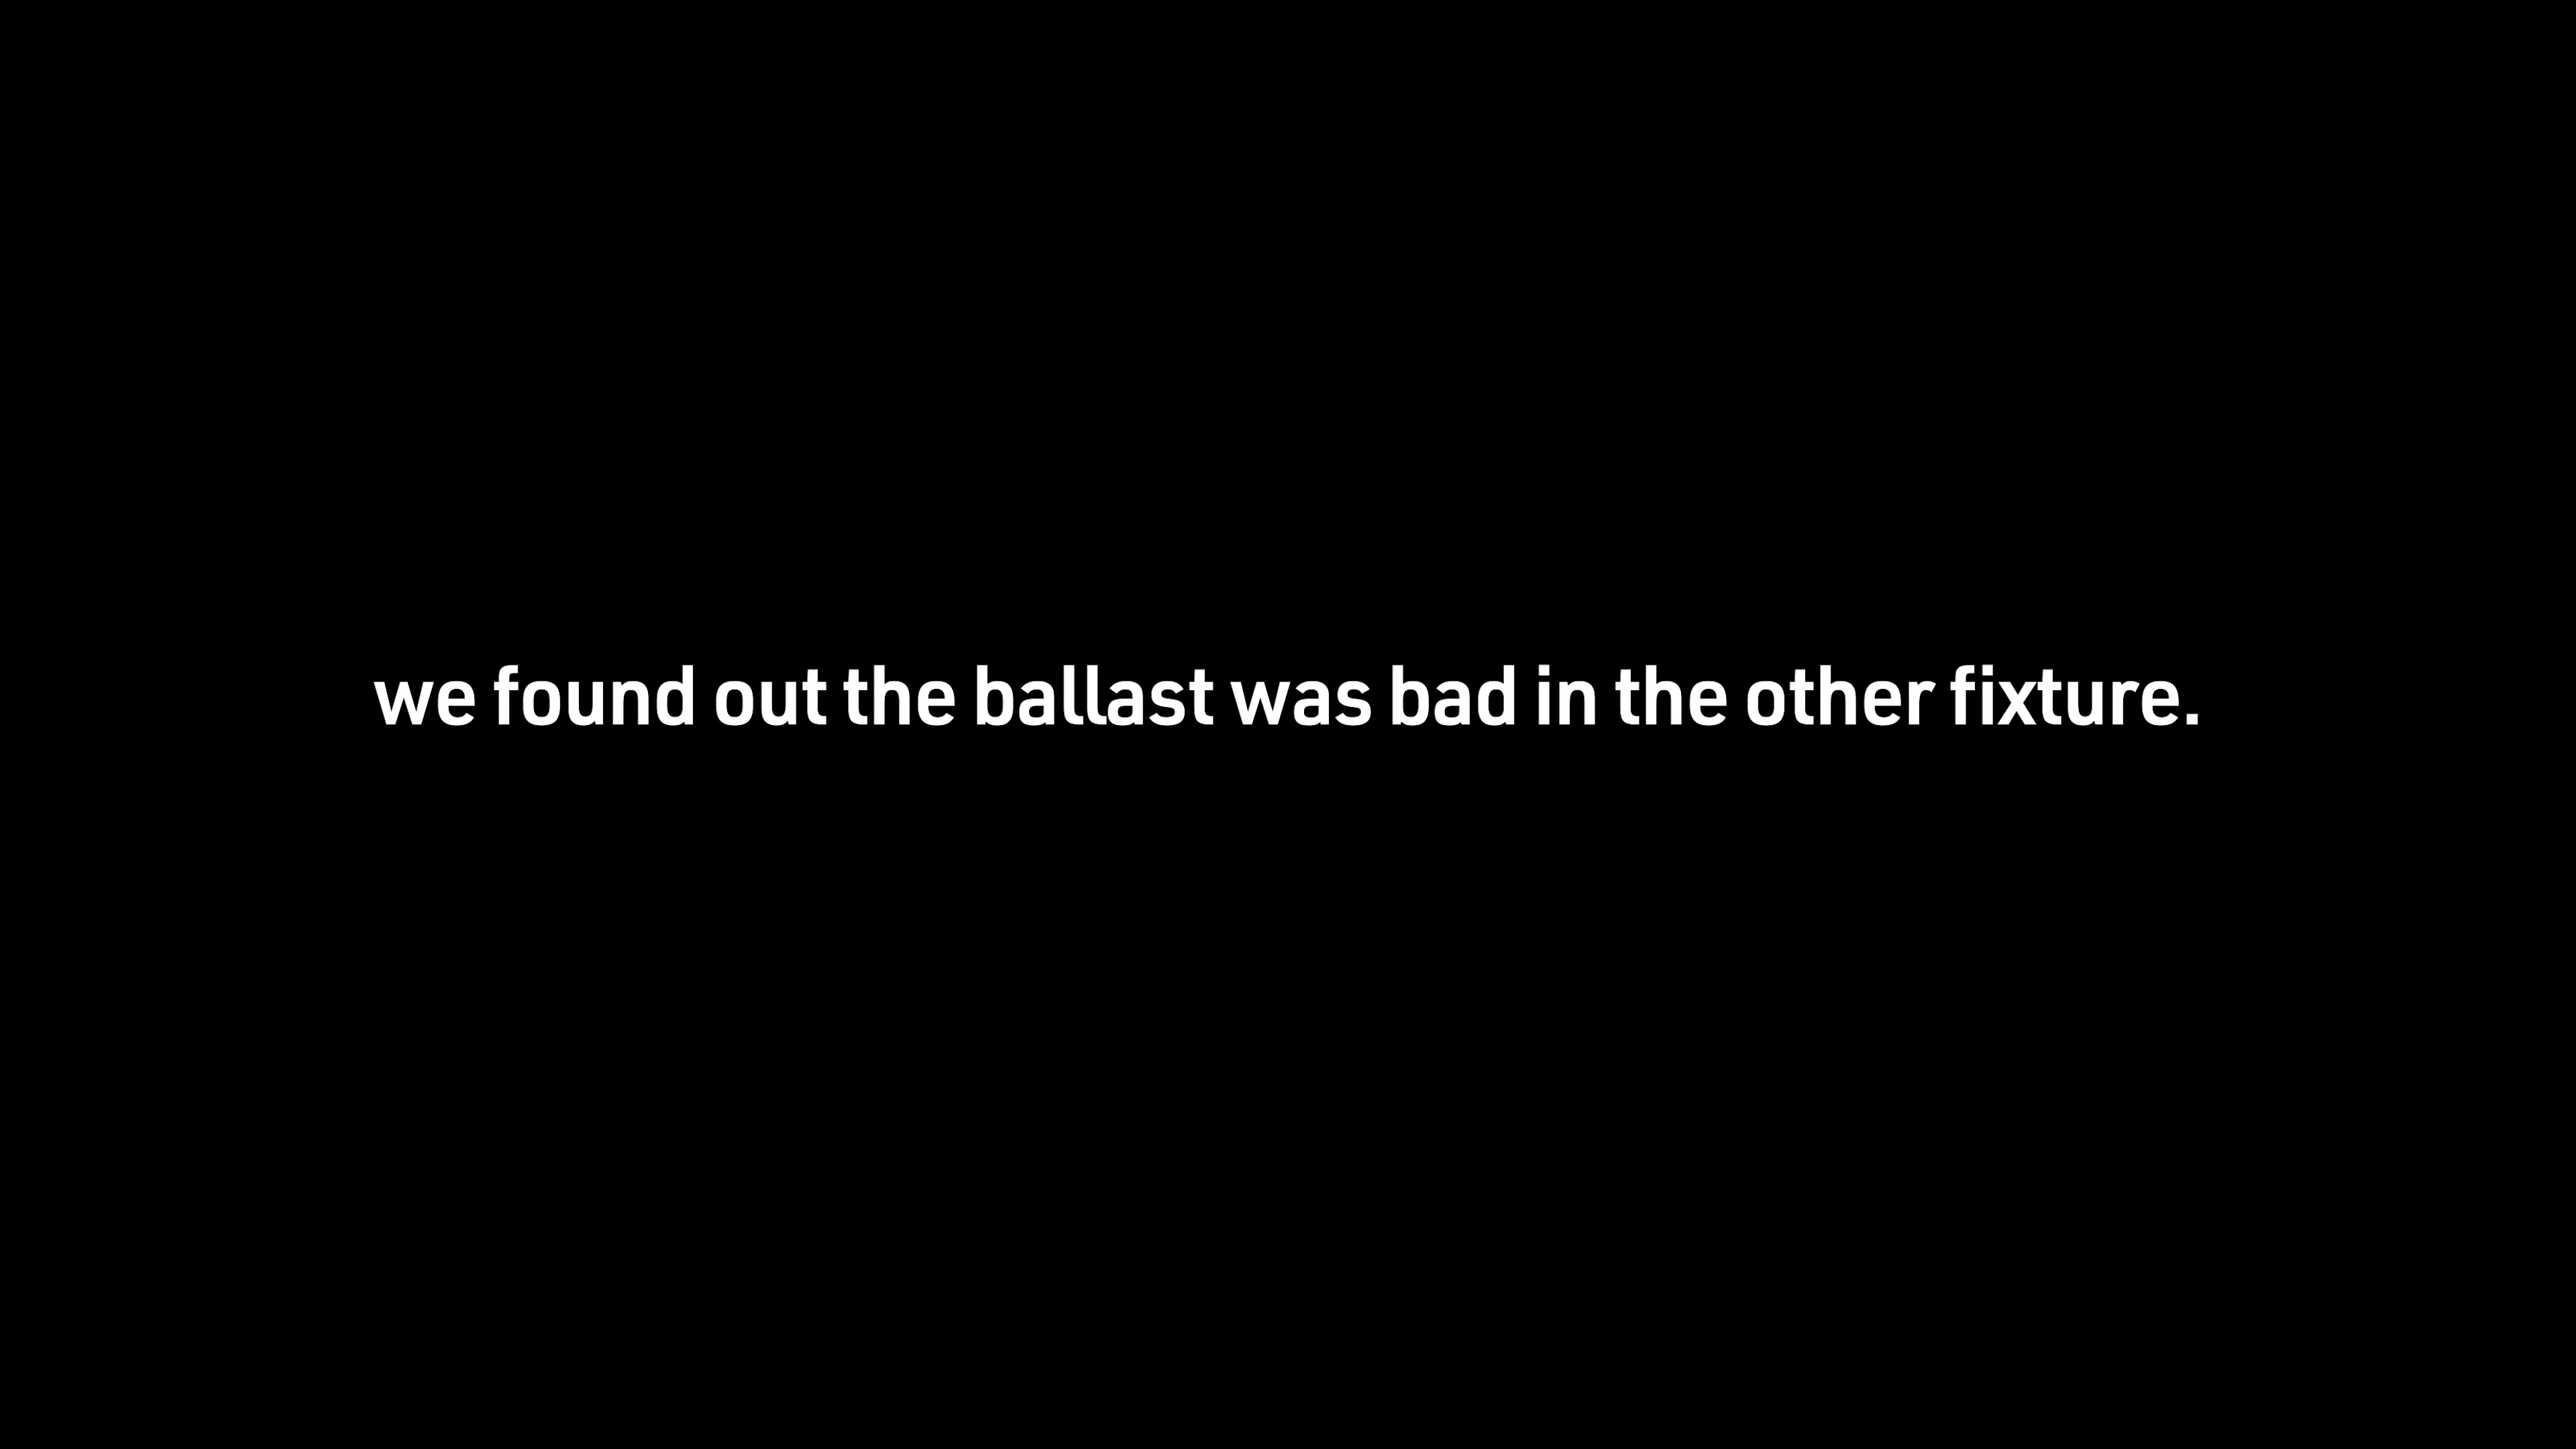 we found out the ballast was bad in the other fixture.